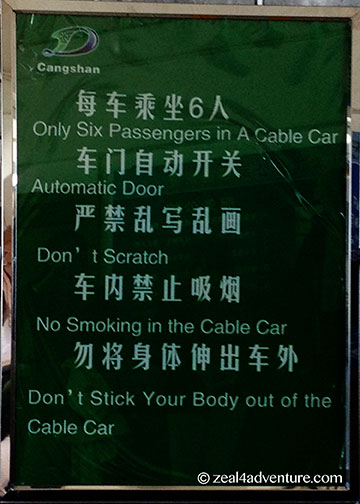 Cangshan
每车乘坐6人
Only Six Passengers in A Cable Car
车门自动开关
Automatic Door
严禁乱写乱画
Don't Scratch
车内禁止吸烟
No Smoking in the Cable Car
勿将身体伸出车外
Don't Stick Your Body out of the
Cable Car
© zeal4adventure.com